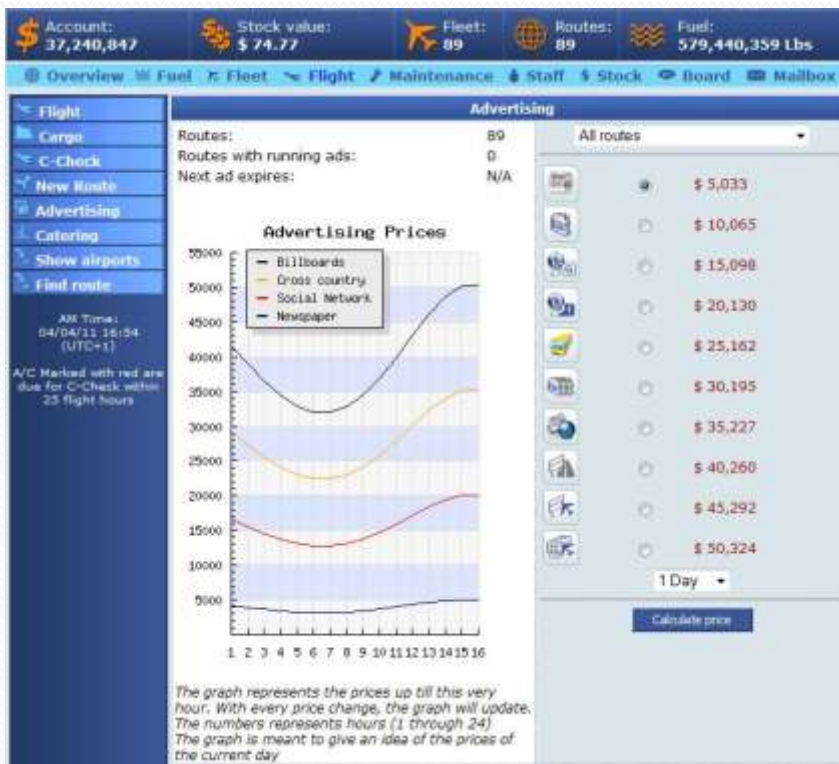 Account:
37,240,847
Stock value:
$ 74.77
Fleet:
89
Routes:
89
Fuel:
579,440,359 Lbs
Overview Fuel Fleet Flight Maintenance Staff Stock Board Mailbox
Flight
Cargo
C-Check
New Route
Advertising
Catering
Show airports
Find route
AM Time:
04/04/11 16:54
(UTC+1)
A/C Marked with red are
due for C-Check within
25 flight hours
Advertising
Routes: 89
Routes with running ads: 0
Next ad expires: N/A
Advertising Prices
Billboards
Cross country
Social Network
Newspaper
55000
50000
45000
40000
35000
30000
25000
20000
15000
10000
5000
1 2 3 4 5 6 7 8 9 10 11 12 13 14 15 16
The graph represents the prices up till this very
hour. With every price change, the graph will update.
The numbers represents hours (1 through 24)
The graph is meant to give an idea of the prices of
the current day
All routes
$ 5,033
$ 10,065
$ 15,098
$ 20,130
$ 25,162
$ 30,195
$ 35,227
$ 40,260
$ 45,292
$ 50,324
1 Day
Calculate price